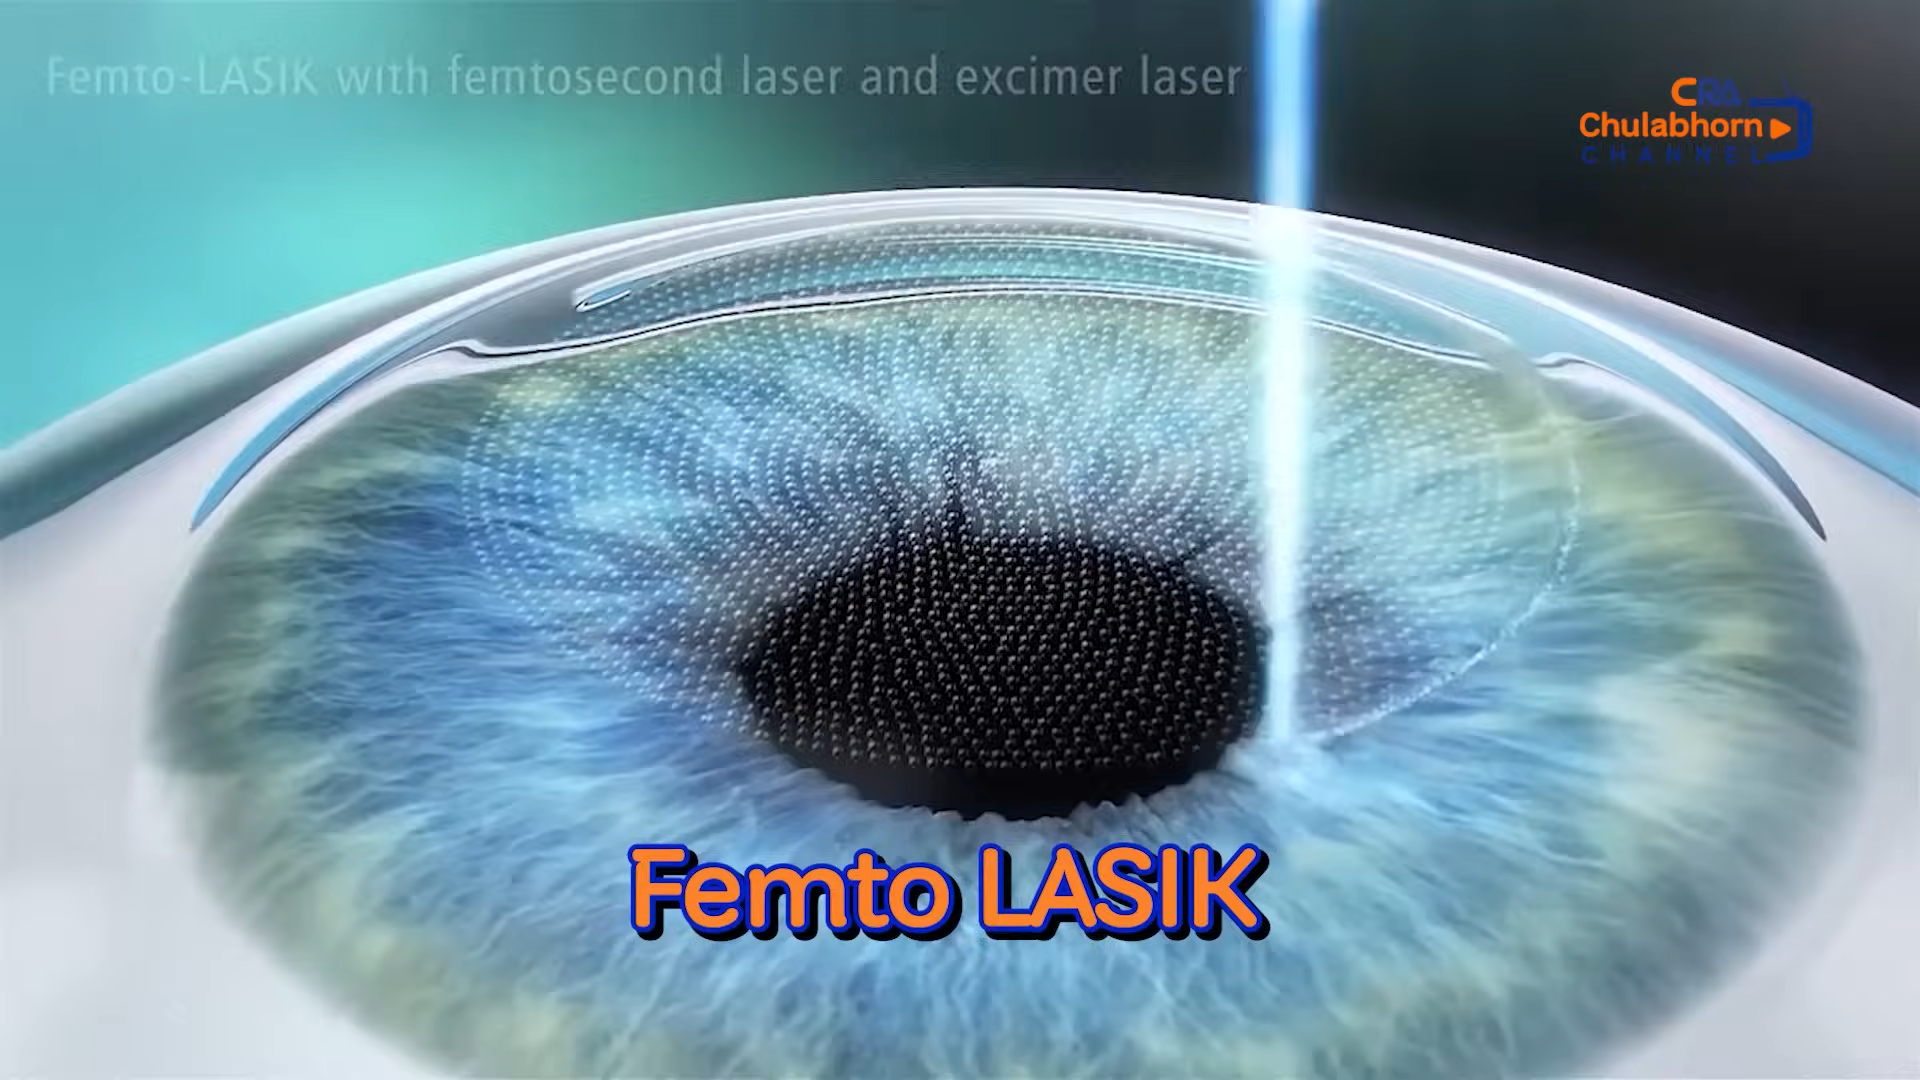 Femto-LASIK with femtosecond laser and excimer laser
CRA
Chulabhorn
CHANNEL
Femto LASIK